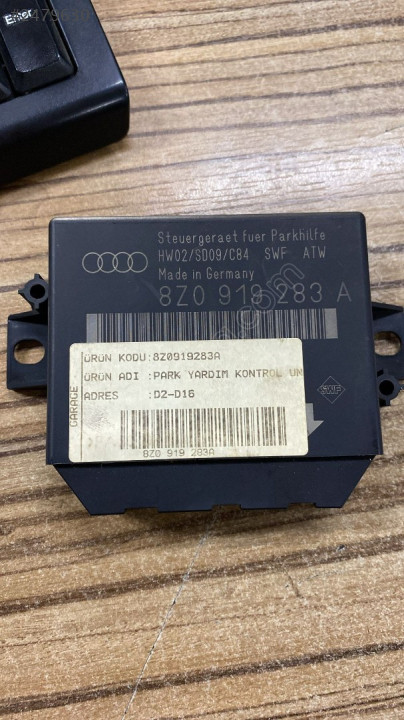 Enter
Steuergeraet fuer Parkhilfe
HW02/SD09/C84 SWF ATW
Made in Germany
8Z0 919 283 A
ÜRÜN KODU:8Z0919283A
ÜRÜN ADI :PARK YARDIM KONTROL UN
ADRES :D2-D16
GARAGE
8Z0 919 283A
SWF